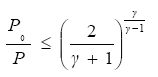 P₀/P ≤ (2/(γ + 1))^(γ/(γ−1))